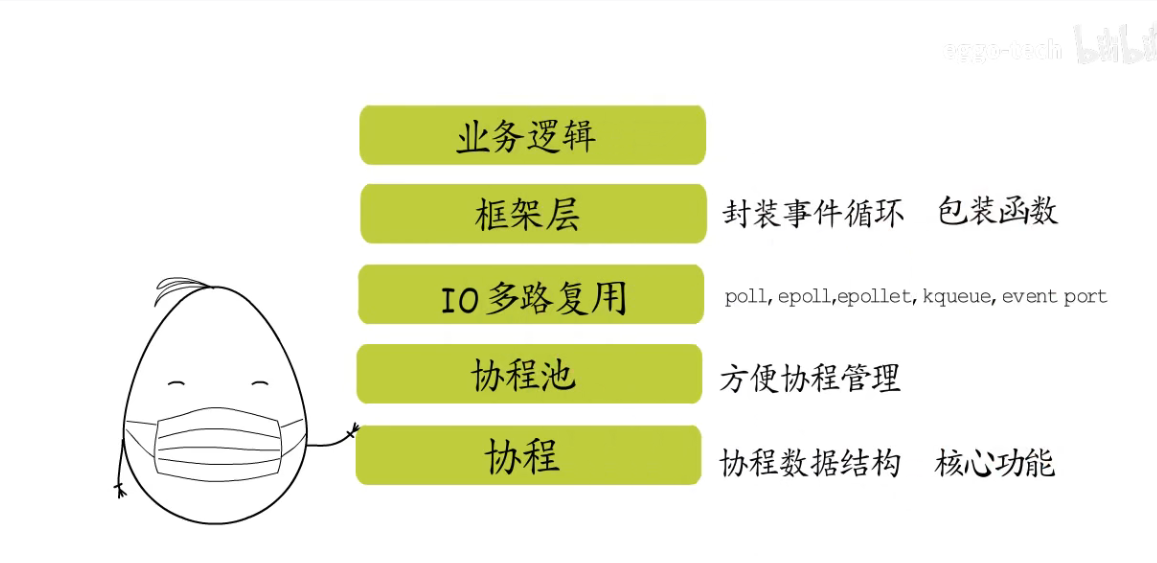 eggo-tech bilibili
业务逻辑
框架层 封装事件循环 包装函数
IO多路复用 poll, epoll,epollet, kqueue, event port
协程池 方便协程管理
协程 协程数据结构 核心功能